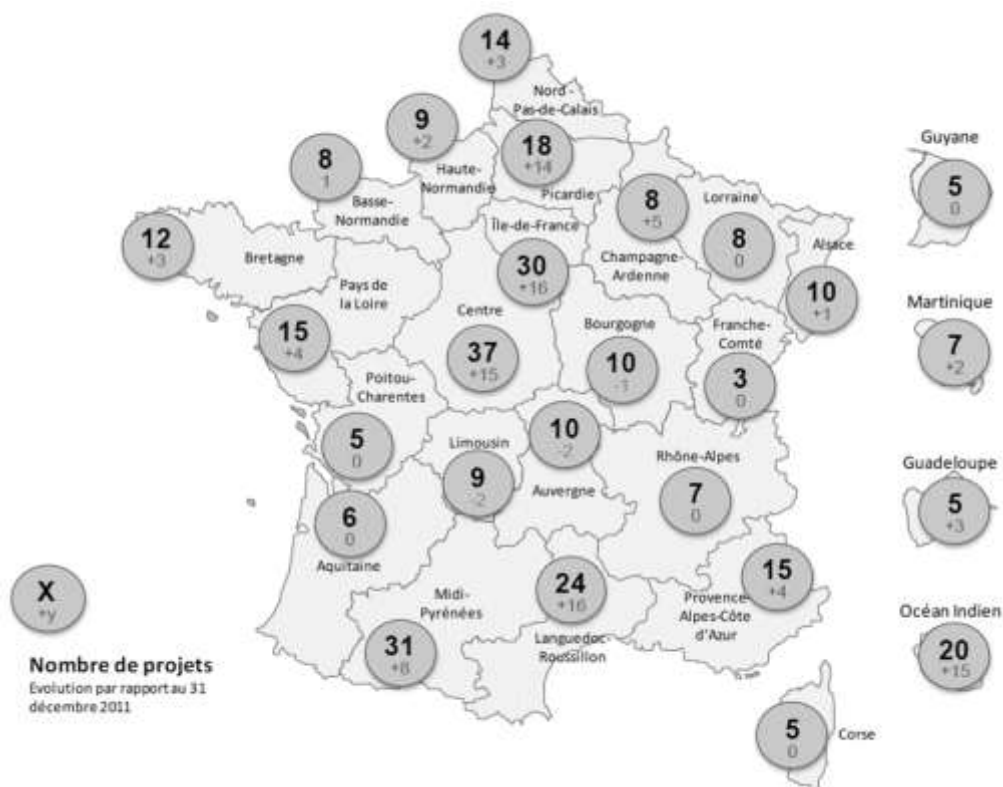 14
+3
Nord -
Pas-de-Calais
9
+2
Haute-
Normandie
18
+14
Picardie
8
1
Basse-
Normandie
8
+5
Champagne-
Ardenne
Lorraine
8
0
Alsace
10
+1
12
+3
Bretagne
Île-de-France
30
+16
Pays de
la Loire
15
+4
Centre
37
+15
Bourgogne
10
-1
Franche-
Comté
3
0
Poitou-
Charentes
5
0
Limousin
9
-2
10
-2
Auvergne
Rhône-Alpes
7
0
6
0
Aquitaine
Midi-
Pyrénées
31
+8
24
+16
Languedoc-
Roussillon
15
+4
Provence-
Alpes-Côte
d'Azur
5
0
Corse
Guyane
5
0
Martinique
7
+2
Guadeloupe
5
+3
Océan Indien
20
+15
X
+y
Nombre de projets
Evolution par rapport au 31
décembre 2011